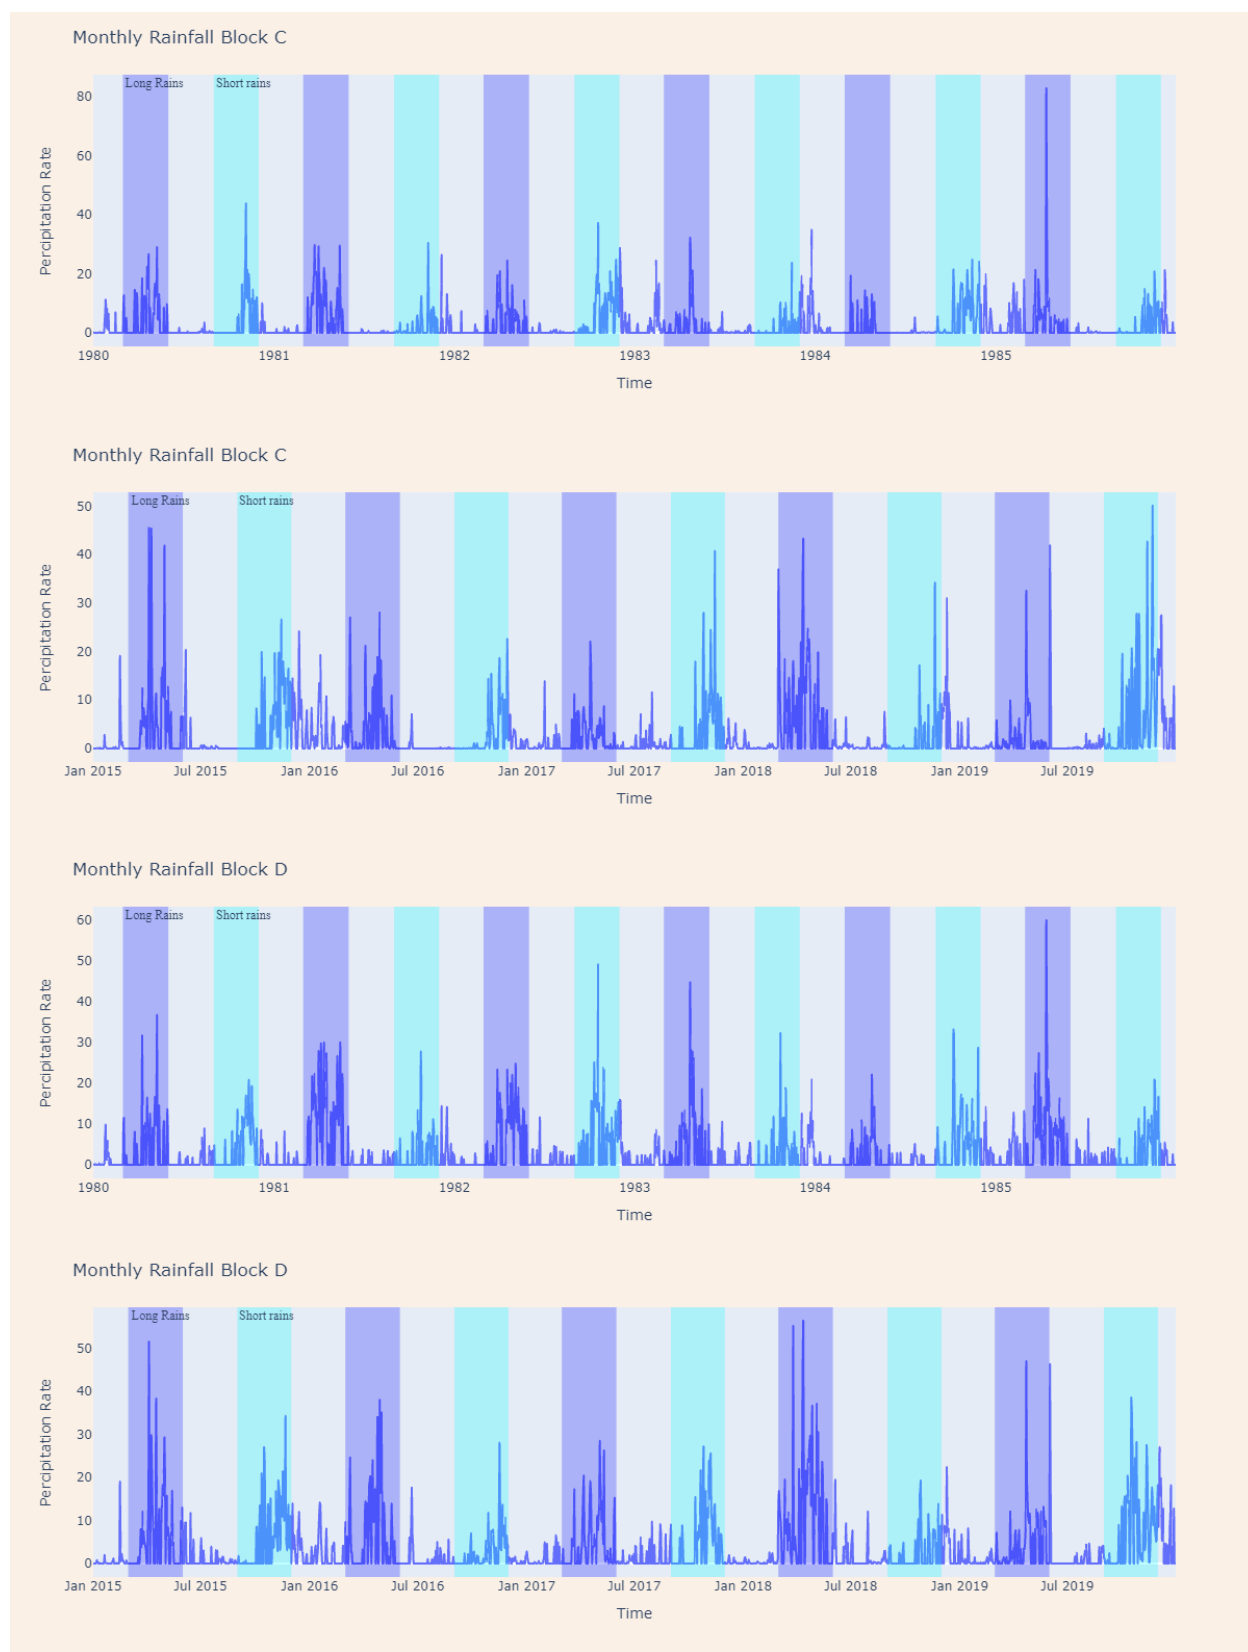 Monthly Rainfall Block C
Long Rains
Short rains
80
60
40
20
0
Percipitation Rate
1980
1981
1982
1983
1984
1985
Time
Monthly Rainfall Block C
Long Rains
Short rains
50
40
30
20
10
0
Percipitation Rate
Jan 2015
Jul 2015
Jan 2016
Jul 2016
Jan 2017
Jul 2017
Jan 2018
Jul 2018
Jan 2019
Jul 2019
Time
Monthly Rainfall Block D
Long Rains
Short rains
60
50
40
30
20
10
0
Percipitation Rate
1980
1981
1982
1983
1984
1985
Time
Monthly Rainfall Block D
Long Rains
Short rains
50
40
30
20
10
0
Percipitation Rate
Jan 2015
Jul 2015
Jan 2016
Jul 2016
Jan 2017
Jul 2017
Jan 2018
Jul 2018
Jan 2019
Jul 2019
Time